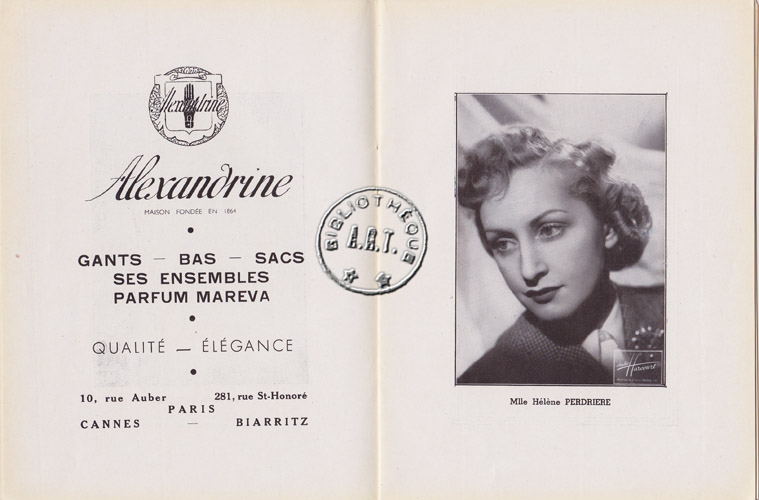 Alexandrine
Alexandrine
MAISON FONDÉE EN 1864
GANTS — BAS — SACS
SES ENSEMBLES
PARFUM MAREVA
QUALITÉ — ÉLÉGANCE
10, rue Auber 281, rue St-Honoré
PARIS
CANNES — BIARRITZ
BIBLIOTHÈQUE
A.R.T.
Harcourt
Mlle Hélène PERDRIERE